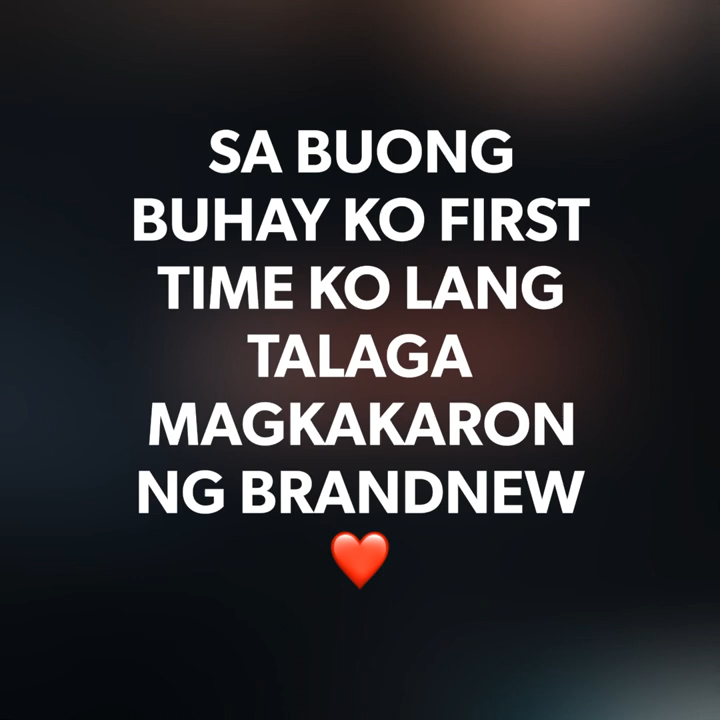 SA BUONG
BUHAY KO FIRST
TIME KO LANG
TALAGA
MAGKAKARON
NG BRANDNEW
❤️